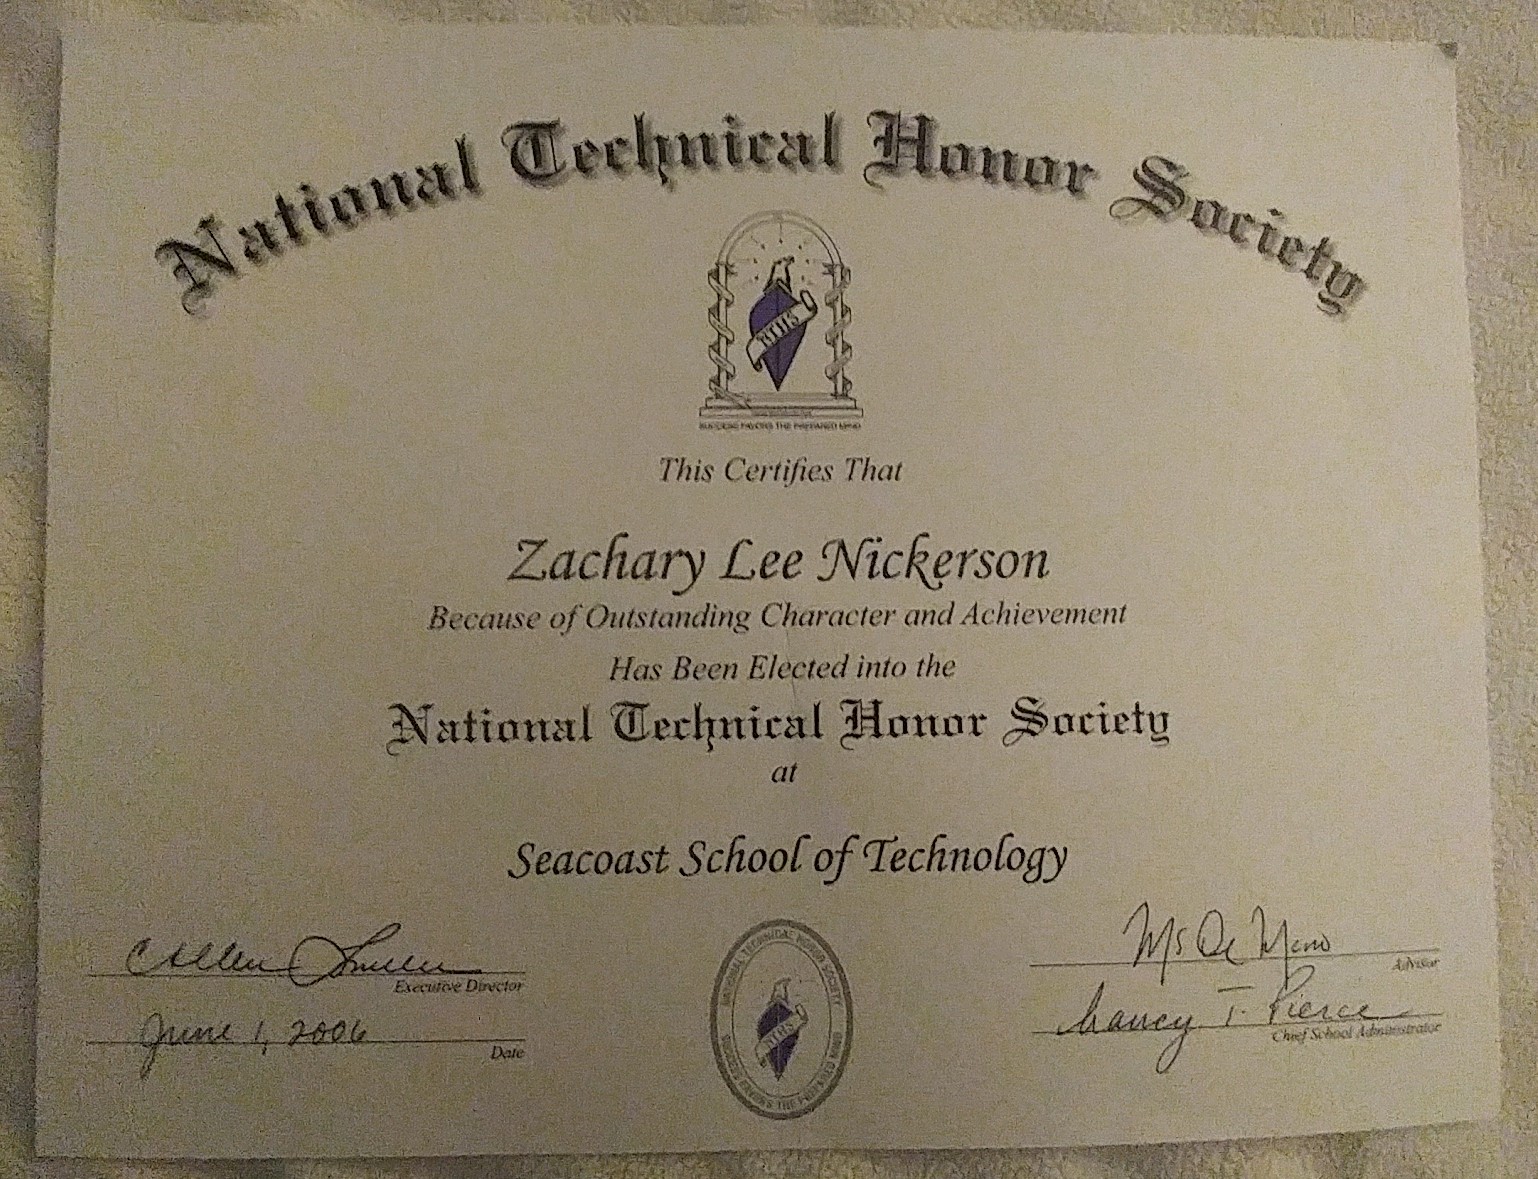 National Technical Honor Society
NTHS
SUCCESS FAVORS THE PREPARED MIND
This Certifies That
Zachary Lee Nickerson
Because of Outstanding Character and Achievement
Has Been Elected into the
National Technical Honor Society
at
Seacoast School of Technology
C Allen
Executive Director
June 1, 2006
Date
NATIONAL TECHNICAL HONOR SOCIETY
NTHS
SUCCESS FAVORS THE PREPARED MIND
Ms De
Advisor
Nancy T. Pierce
Chief School Administrator